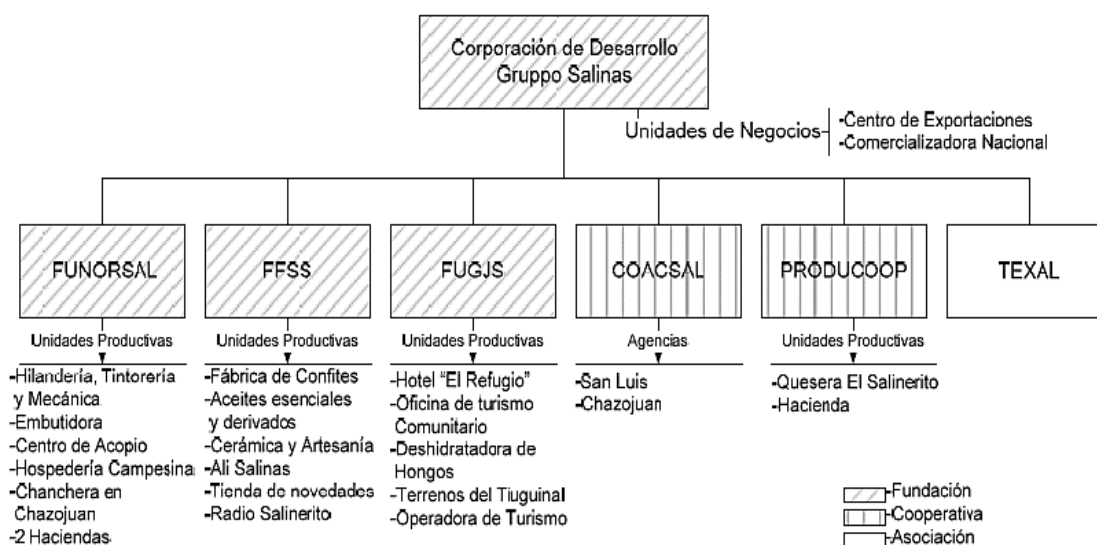 Corporación de Desarrollo
Gruppo Salinas
Unidades de Negocios
-Centro de Exportaciones
-Comercializadora Nacional
FUNORSAL
FFSS
FUGJS
COACSAL
PRODUCOOP
TEXAL
Unidades Productivas
-Hilandería, Tintorería
y Mecánica
-Embutidora
-Centro de Acopio
-Hospedería Campesina
-Chanchera en
Chazojuan
-2 Haciendas
Unidades Productivas
-Fábrica de Confites
-Aceites esenciales
y derivados
-Cerámica y Artesanía
-Ali Salinas
-Tienda de novedades
-Radio Salinerito
Unidades Productivas
-Hotel "El Refugio"
-Oficina de turismo
Comunitario
-Deshidratadora de
Hongos
-Terrenos del Tiuguinal
-Operadora de Turismo
Agencias
-San Luis
-Chazojuan
Unidades Productivas
-Quesera El Salinerito
-Hacienda
-Fundación
-Cooperativa
-Asociación